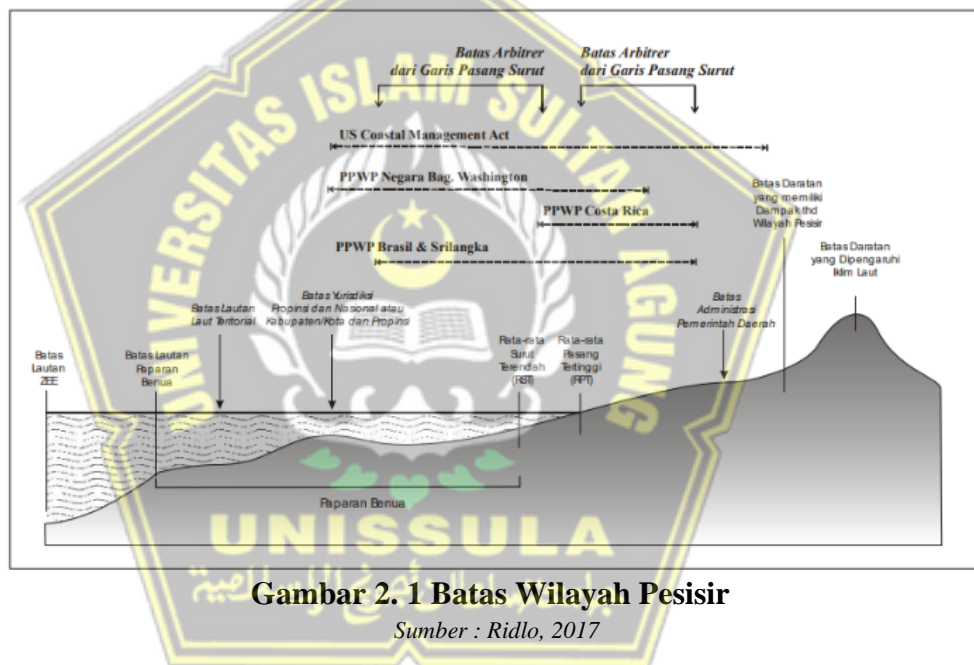 Batas Arbitrer
dari Garis Pasang Surut
Batas Arbitrer
dari Garis Pasang Surut
US Coastal Management Act
PPWP Negara Bag. Washington
PPWP Costa Rica
PPWP Brasil & Srilangka
Batas Daratan
yang memiliki
Dampak thd
Wilayah Pesisir
Batas Daratan
yang Dipengaruhi
Iklim Laut
Batas Lautan
Laut Teritorial
Batas Yurisdiksi
Propinsi dan Nasional atau
Kabupaten/Kota dan Propinsi
Batas
Administrasi
Pemerintah Daerah
Batas
Lautan
ZEE
Batas Lautan
Paparan
Benua
Rata-rata
Surut
Terendah
(RST)
Rata-rata
Pasang
Tertinggi
(RPT)
Paparan Benua
UNIVERSITAS ISLAM SULTAN AGUNG
UNISSULA
Gambar 2. 1 Batas Wilayah Pesisir
Sumber : Ridlo, 2017